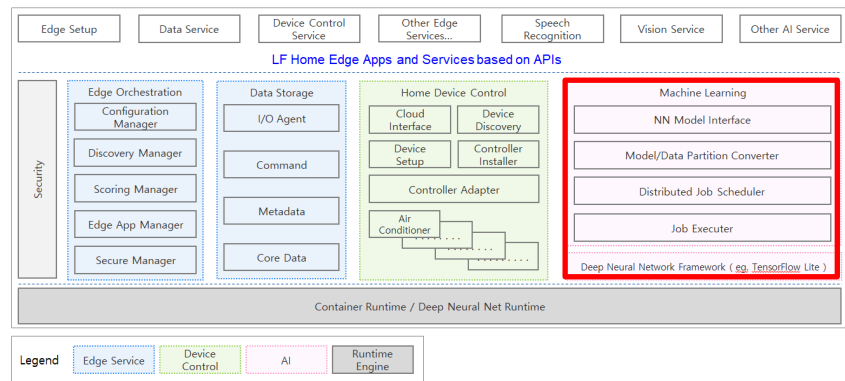 Edge Setup
Data Service
Device Control
Service
Other Edge
Services...
Speech
Recognition
Vision Service
Other AI Service
LF Home Edge Apps and Services based on APIs
Security
Edge Orchestration
Configuration
Manager
Discovery Manager
Scoring Manager
Edge App Manager
Secure Manager
Data Storage
I/O Agent
Command
Metadata
Core Data
Home Device Control
Cloud
Interface
Device
Discovery
Device
Setup
Controller
Installer
Controller Adapter
Air
Conditioner
. . . . . . . .
. . . . . . . .
Machine Learning
NN Model Interface
Model/Data Partition Converter
Distributed Job Scheduler
Job Executer
Deep Neural Network Framework ( eg, TensorFlow Lite )
Container Runtime / Deep Neural Net Runtime
Legend
Edge Service
Device
Control
AI
Runtime
Engine